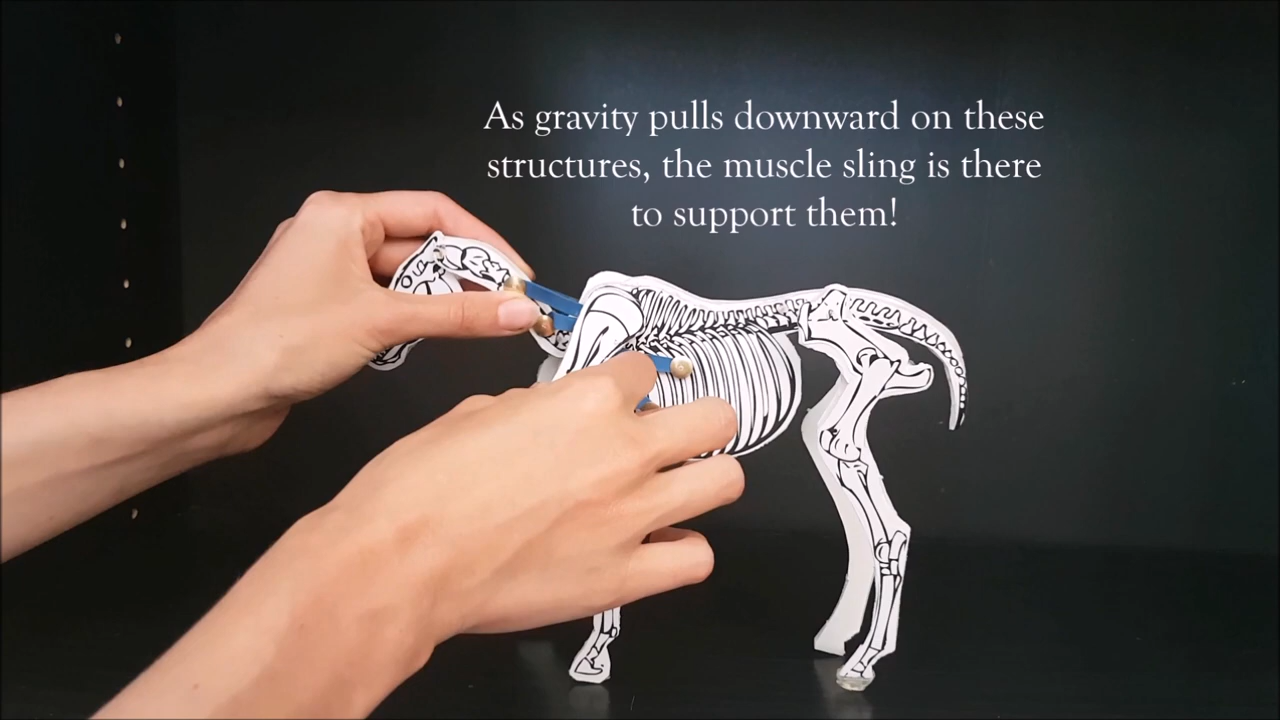 As gravity pulls downward on these
structures, the muscle sling is there
to support them!